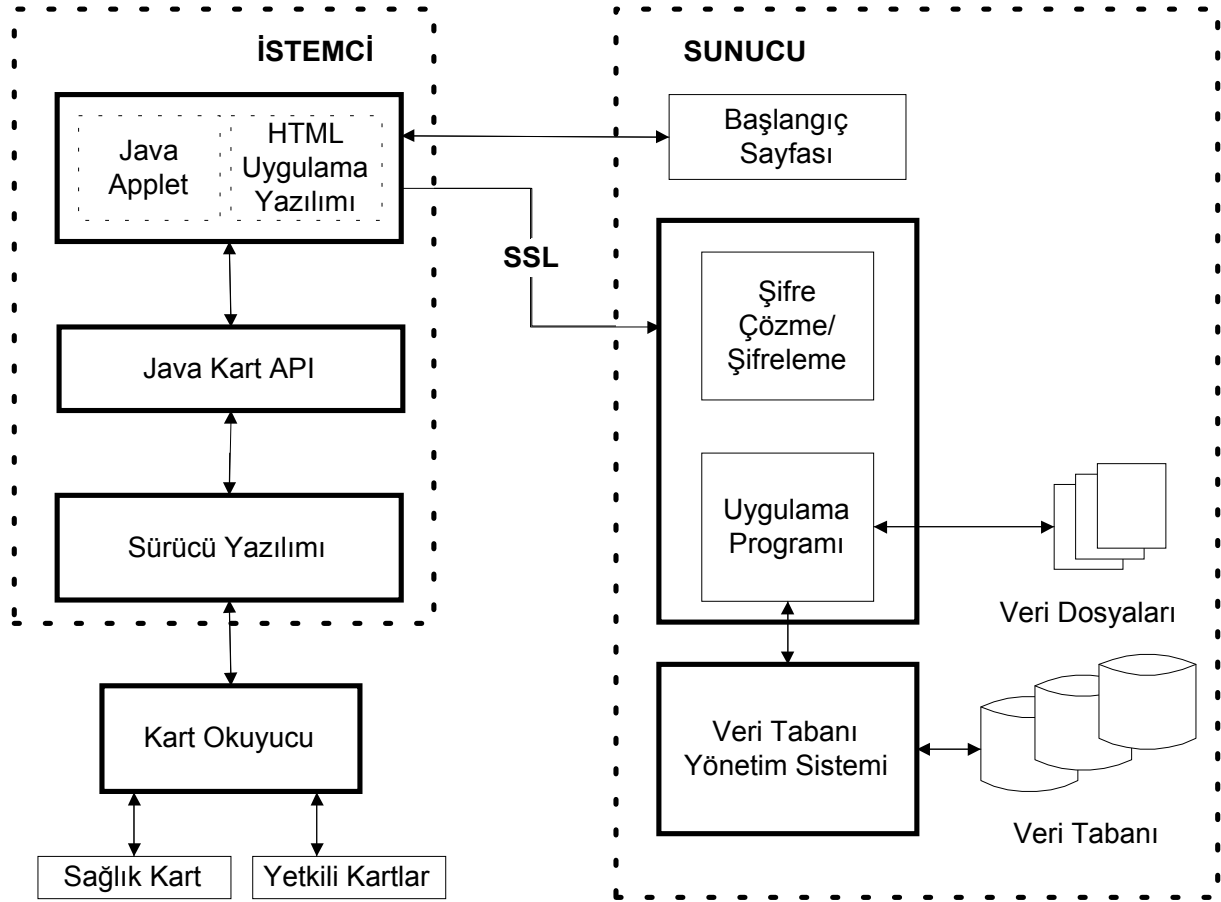 İSTEMCİ
Java
Applet
HTML
Uygulama
Yazılımı
Java Kart API
Sürücü Yazılımı
Kart Okuyucu
Sağlık Kart
Yetkili Kartlar
SSL
SUNUCU
Başlangıç
Sayfası
Şifre
Çözme/
Şifreleme
Uygulama
Programı
Veri Dosyaları
Veri Tabanı
Yönetim Sistemi
Veri Tabanı